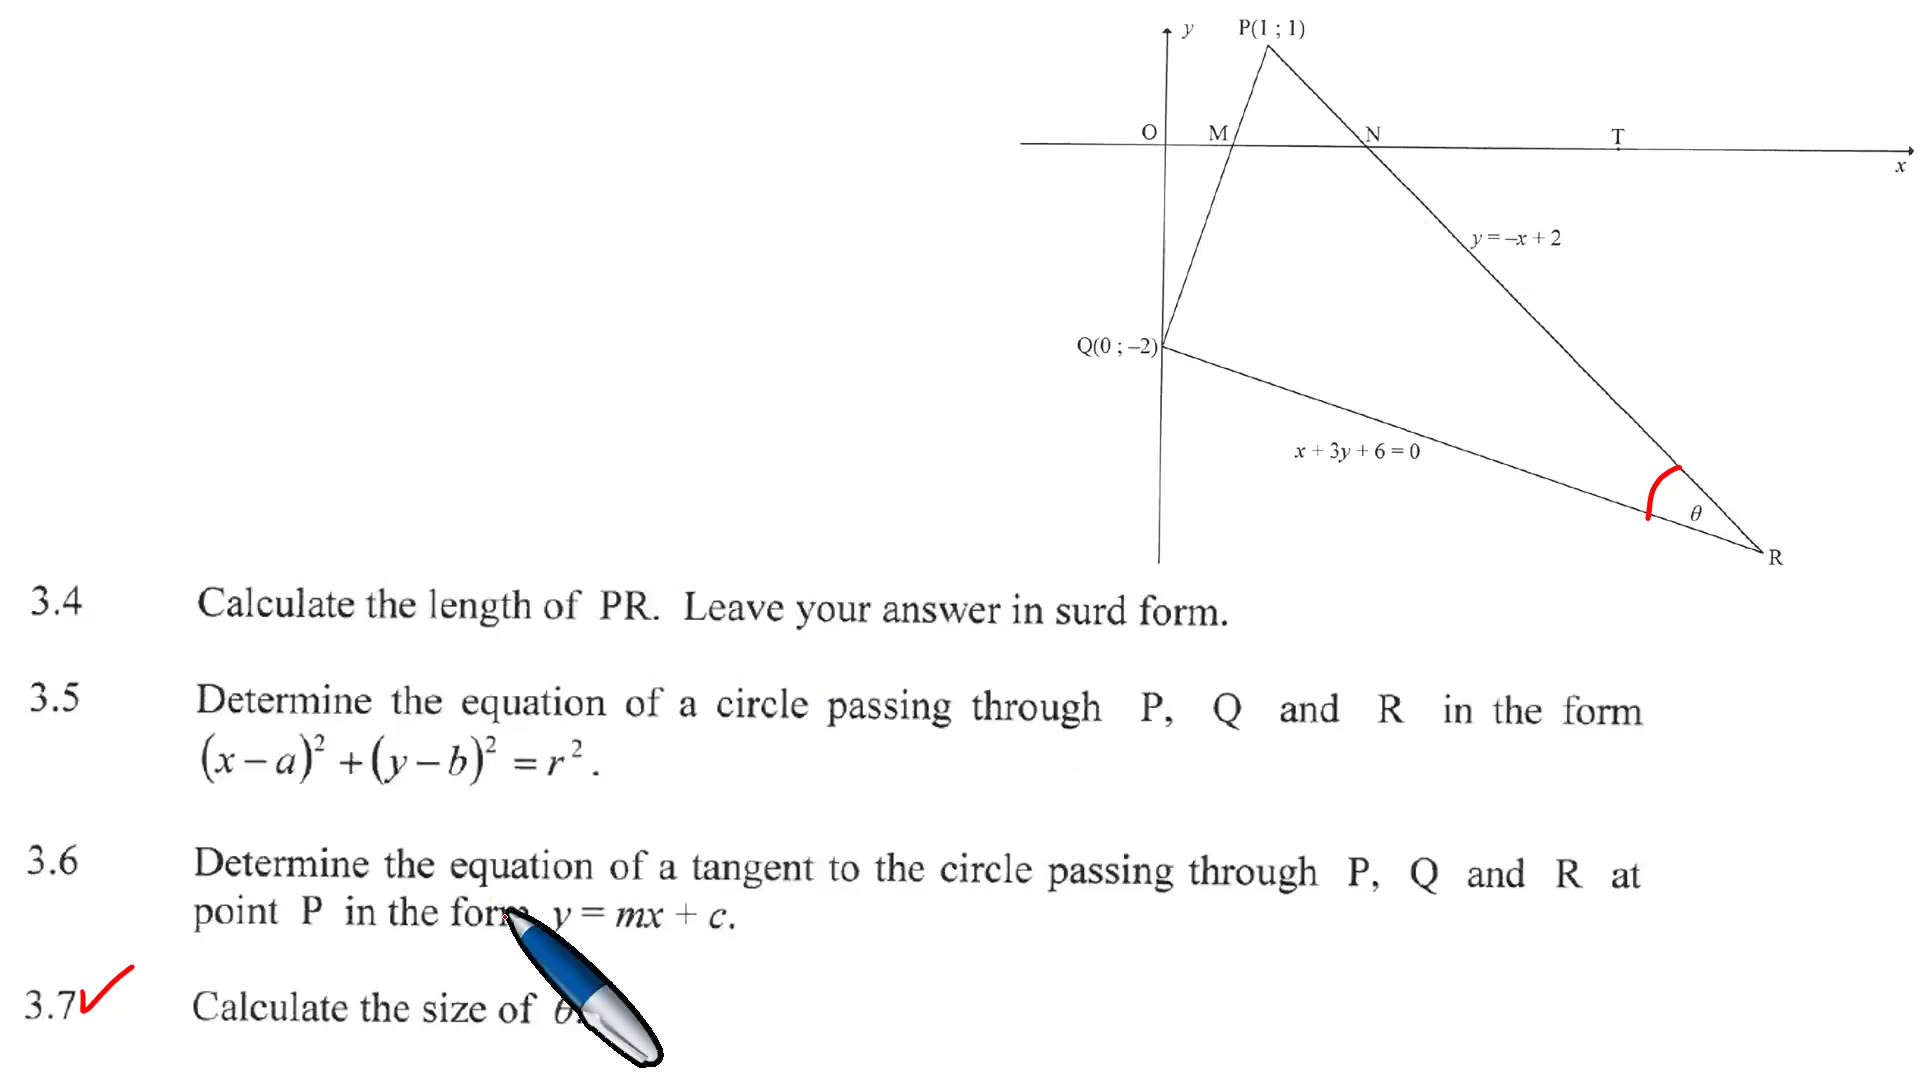 y
P(1 ; 1)
O
M
N
T
x
y = –x + 2
Q(0 ; –2)
x + 3y + 6 = 0
θ
R
3.4 Calculate the length of PR. Leave your answer in surd form.
3.5 Determine the equation of a circle passing through P, Q and R in the form
(x – a)² + (y – b)² = r².
3.6 Determine the equation of a tangent to the circle passing through P, Q and R at
point P in the form y = mx + c.
3.7 Calculate the size of θ.